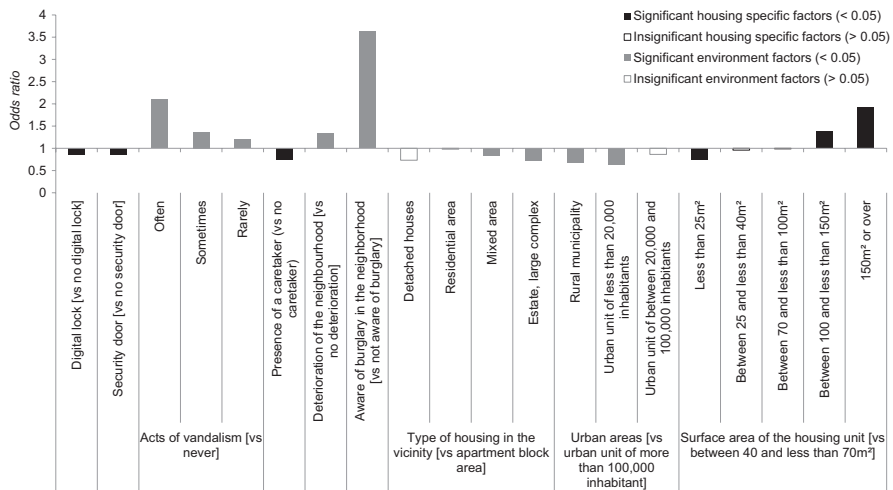 Odds ratio
4
3.5
3
2.5
2
1.5
1
0.5
0
Significant housing specific factors (< 0.05)
Insignificant housing specific factors (> 0.05)
Significant environment factors (< 0.05)
Insignificant environment factors (> 0.05)
Digital lock [vs no digital lock]
Security door [vs no security door]
Often
Sometimes
Rarely
Presence of a caretaker (vs no
caretaker)
Deterioration of the neighbourhood [vs
no deterioration]
Aware of burglary in the neighborhood
[vs not aware of burglary]
Detached houses
Residential area
Mixed area
Estate, large complex
Rural municipality
Urban unit of less than 20,000
inhabitants
Urban unit of between 20,000 and
100,000 inhabitants
Less than 25m²
Between 25 and less than 40m²
Between 70 and less than 100m²
Between 100 and less than 150m²
150m² or over
Acts of vandalism [vs
never]
Type of housing in the
vicinity [vs apartment block
area]
Urban areas [vs
urban unit of more
than 100,000
inhabitant]
Surface area of the housing unit [vs
between 40 and less than 70m²]